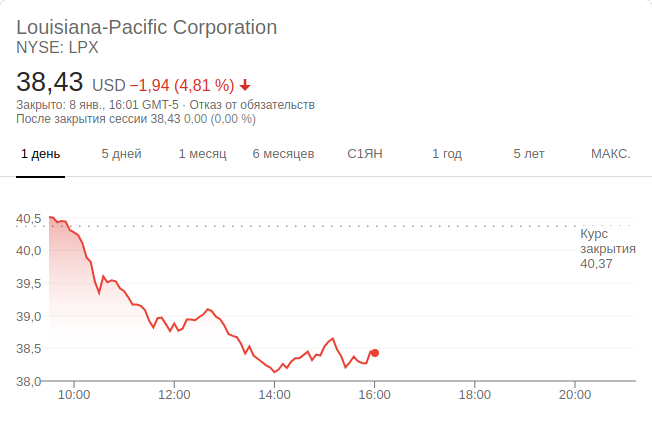 Louisiana-Pacific Corporation
NYSE: LPX
38,43 USD −1,94 (4,81 %)
Закрыто: 8 янв., 16:01 GMT-5 · Отказ от обязательств
После закрытия сессии 38,43 0,00 (0,00 %)
1 день 5 дней 1 месяц 6 месяцев С1ЯН 1 год 5 лет МАКС.
40,5
Курс
закрытия
40,37
40,0
39,5
39,0
38,5
38,0
10:00 12:00 14:00 16:00 18:00 20:00